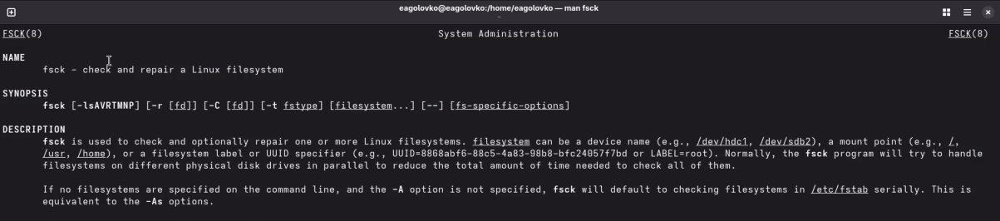 eagolovko@eagolovko:/home/eagolovko — man fsck
FSCK(8) System Administration FSCK(8)
NAME
fsck - check and repair a Linux filesystem
SYNOPSIS
fsck [-lsAVRTMNP] [-r [fd]] [-C [fd]] [-t fstype] [filesystem...] [--] [fs-specific-options]
DESCRIPTION
fsck is used to check and optionally repair one or more Linux filesystems. filesystem can be a device name (e.g., /dev/hdc1, /dev/sdb2), a mount point (e.g., /,
/usr, /home), or a filesystem label or UUID specifier (e.g., UUID=8868abf6-88c5-4a83-98b8-bfc24057f7bd or LABEL=root). Normally, the fsck program will try to handle
filesystems on different physical disk drives in parallel to reduce the total amount of time needed to check all of them.
If no filesystems are specified on the command line, and the -A option is not specified, fsck will default to checking filesystems in /etc/fstab serially. This is
equivalent to the -As options.